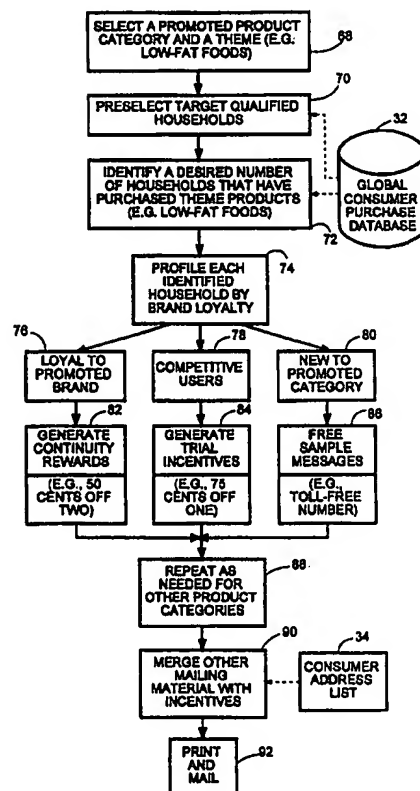 SELECT A PROMOTED PRODUCT
CATEGORY AND A THEME (E.G.:
LOW-FAT FOODS)
68
70
PRESELECT TARGET QUALIFIED
HOUSEHOLDS
32
GLOBAL
CONSUMER
PURCHASE
DATABASE
IDENTIFY A DESIRED NUMBER
OF HOUSEHOLDS THAT HAVE
PURCHASED THEME PRODUCTS
(E.G. LOW-FAT FOODS)
72
74
PROFILE EACH
IDENTIFIED
HOUSEHOLD BY
BRAND LOYALTY
76
78
80
LOYAL TO
PROMOTED
BRAND
COMPETITIVE
USERS
NEW TO
PROMOTED
CATEGORY
82
84
86
GENERATE
CONTINUITY
REWARDS
GENERATE
TRIAL
INCENTIVES
FREE
SAMPLE
MESSAGES
(E.G., 50
CENTS OFF
TWO)
(E.G., 75
CENTS OFF
ONE)
(E.G.,
TOLL-FREE
NUMBER)
88
REPEAT AS
NEEDED FOR
OTHER PRODUCT
CATEGORIES
90
MERGE OTHER
MAILING
MATERIAL WITH
INCENTIVES
34
CONSUMER
ADDRESS
LIST
PRINT
AND
MAIL
92